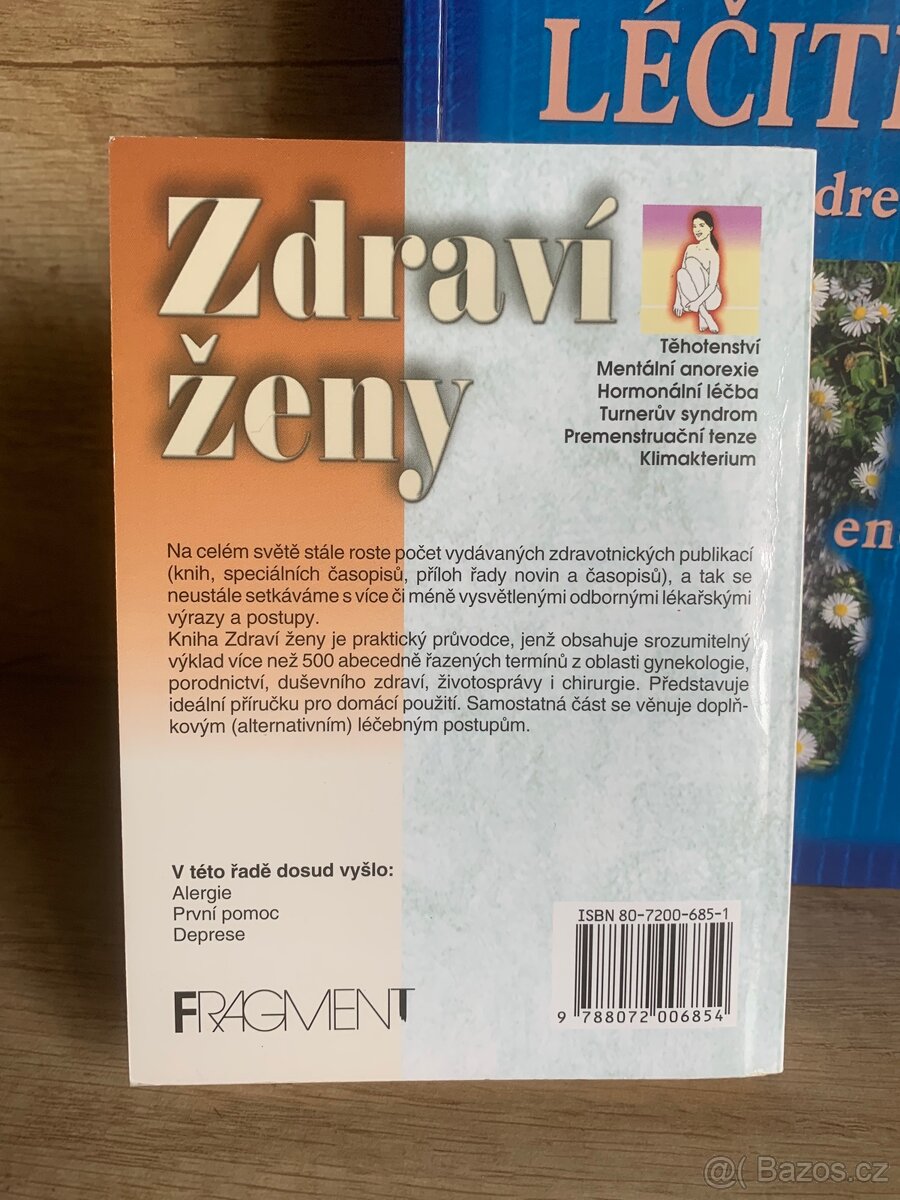 LÉČIT
dre
en
Zdraví
ženy
Těhotenství
Mentální anorexie
Hormonální léčba
Turnerův syndrom
Premenstruační tenze
Klimakterium
Na celém světě stále roste počet vydávaných zdravotnických publikací
(knih, speciálních časopisů, příloh řady novin a časopisů), a tak se
neustále setkáváme s více či méně vysvětlenými odbornými lékařskými
výrazy a postupy.
Kniha Zdraví ženy je praktický průvodce, jenž obsahuje srozumitelný
výklad více než 500 abecedně řazených termínů z oblasti gynekologie,
porodnictví, duševního zdraví, životosprávy i chirurgie. Představuje
ideální příručku pro domácí použití. Samostatná část se věnuje doplň-
kovým (alternativním) léčebným postupům.
V této řadě dosud vyšlo:
Alergie
První pomoc
Deprese
FRAGMENT
ISBN 80-7200-685-1
9 788072 006854
@( Bazos.cz